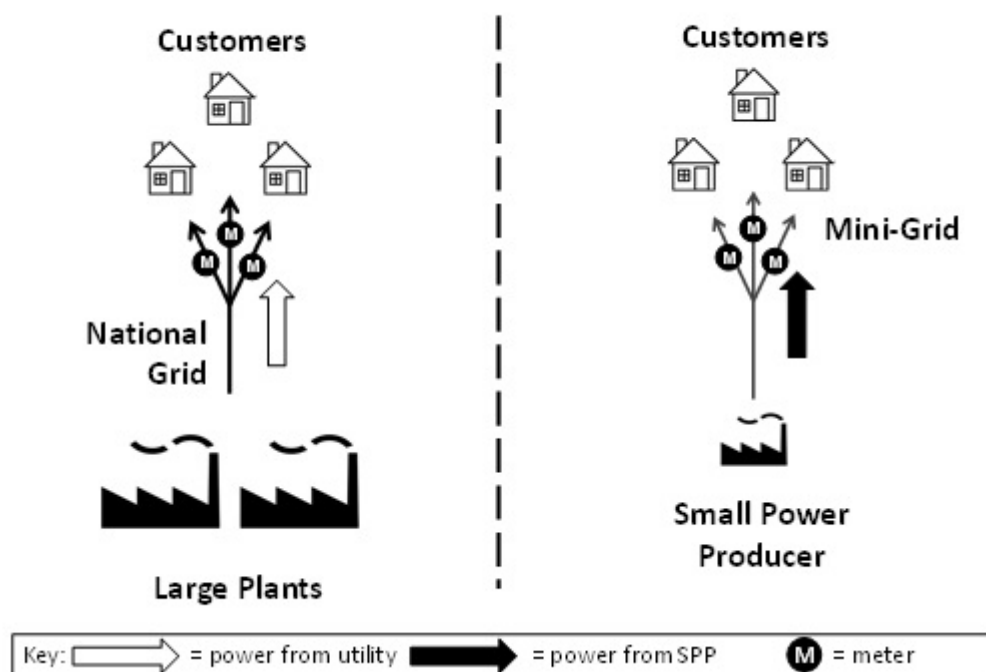 Customers
M
M
M
National
Grid
Large Plants
Customers
M
M
M
Mini-Grid
Small Power
Producer
Key: = power from utility = power from SPP M = meter